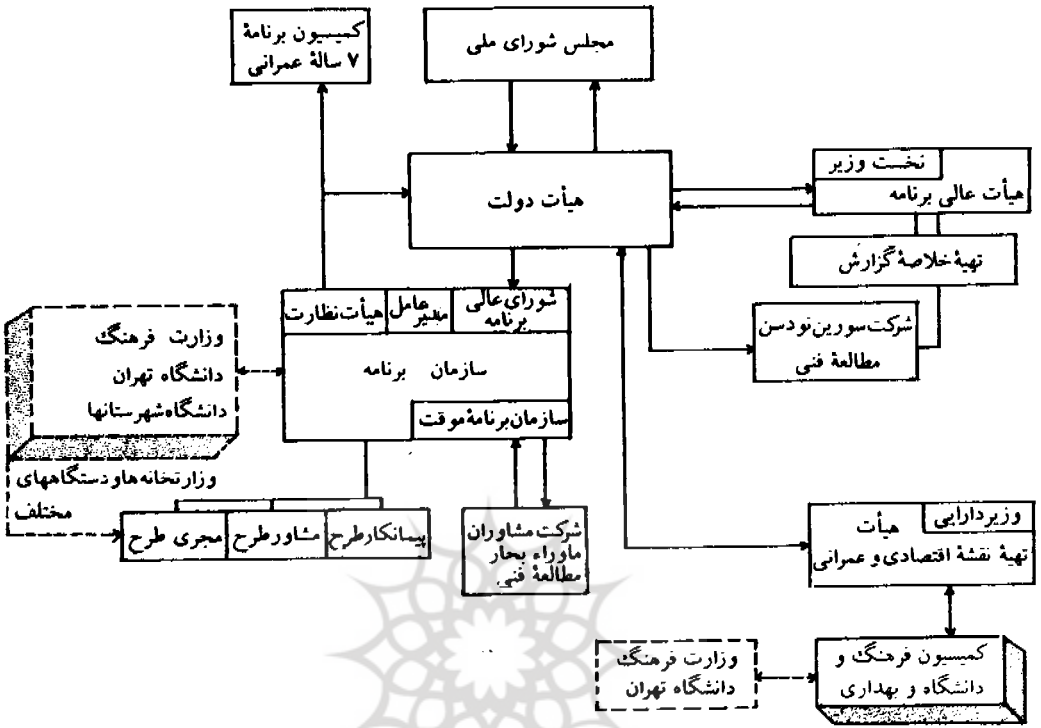 کمیسیون برنامهٔ
۷ سالهٔ عمرانی
مجلس شورای ملی
هیأت دولت
نخست وزیر
هیأت عالی برنامه
تهیهٔ خلاصهٔ گزارش
شرکت سورین نودسن
مطالعهٔ فنی
هیأت نظارت
مدیر عامل
شورای عالی
برنامه
سازمان برنامه
سازمان برنامهٔ موقت
وزارت فرهنگ
دانشگاه تهران
دانشگاه شهرستانها
وزارتخانه‌ها و دستگاههای
مختلف
پیمانکار طرح
مشاور طرح
مجری طرح
شرکت مشاوران
ماوراء بحار
مطالعهٔ فنی
وزیر دارایی
هیأت
تهیهٔ نقشهٔ اقتصادی و عمرانی
کمیسیون فرهنگ و
دانشگاه و بهداری
وزارت فرهنگ
دانشگاه تهران